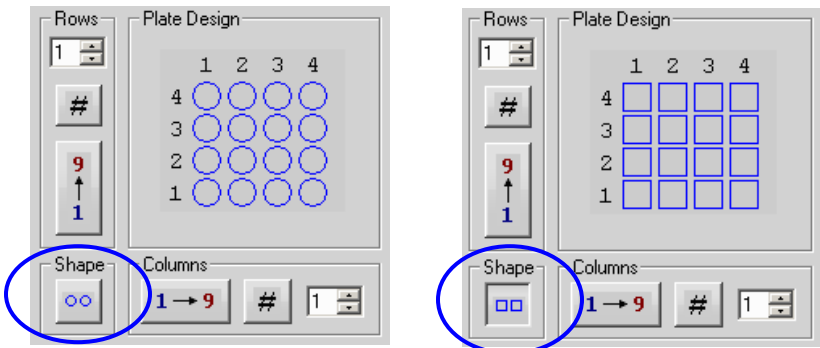 Rows
Plate Design
1
1 2 3 4
#
4
3
9
↑
1
2
1
Shape
Columns
1→9
#
1
Rows
Plate Design
1
1 2 3 4
#
4
3
9
↑
1
2
1
Shape
Columns
1→9
#
1